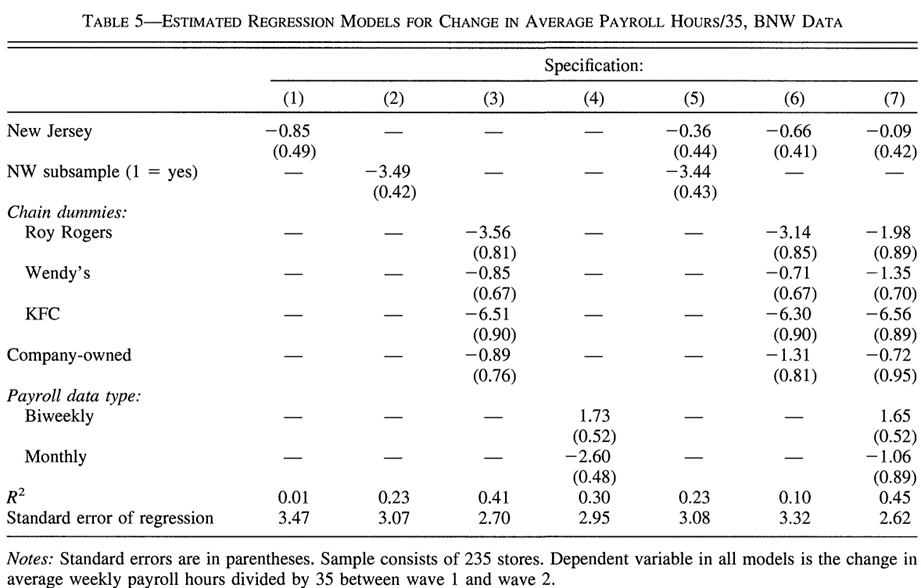 TABLE 5—ESTIMATED REGRESSION MODELS FOR CHANGE IN AVERAGE PAYROLL HOURS/35, BNW DATA
Specification:
(1) (2) (3) (4) (5) (6) (7)
New Jersey −0.85 — — — −0.36 −0.66 −0.09
(0.49) (0.44) (0.41) (0.42)
NW subsample (1 = yes) — −3.49 — — −3.44 — —
(0.42) (0.43)
Chain dummies:
Roy Rogers — — −3.56 — — −3.14 −1.98
(0.81) (0.85) (0.89)
Wendy's — — −0.85 — — −0.71 −1.35
(0.67) (0.67) (0.70)
KFC — — −6.51 — — −6.30 −6.56
(0.90) (0.90) (0.89)
Company-owned — — −0.89 — — −1.31 −0.72
(0.76) (0.81) (0.95)
Payroll data type:
Biweekly — — — 1.73 — — 1.65
(0.52) (0.52)
Monthly — — — −2.60 — — −1.06
(0.48) (0.89)
R² 0.01 0.23 0.41 0.30 0.23 0.10 0.45
Standard error of regression 3.47 3.07 2.70 2.95 3.08 3.32 2.62
Notes: Standard errors are in parentheses. Sample consists of 235 stores. Dependent variable in all models is the change in
average weekly payroll hours divided by 35 between wave 1 and wave 2.